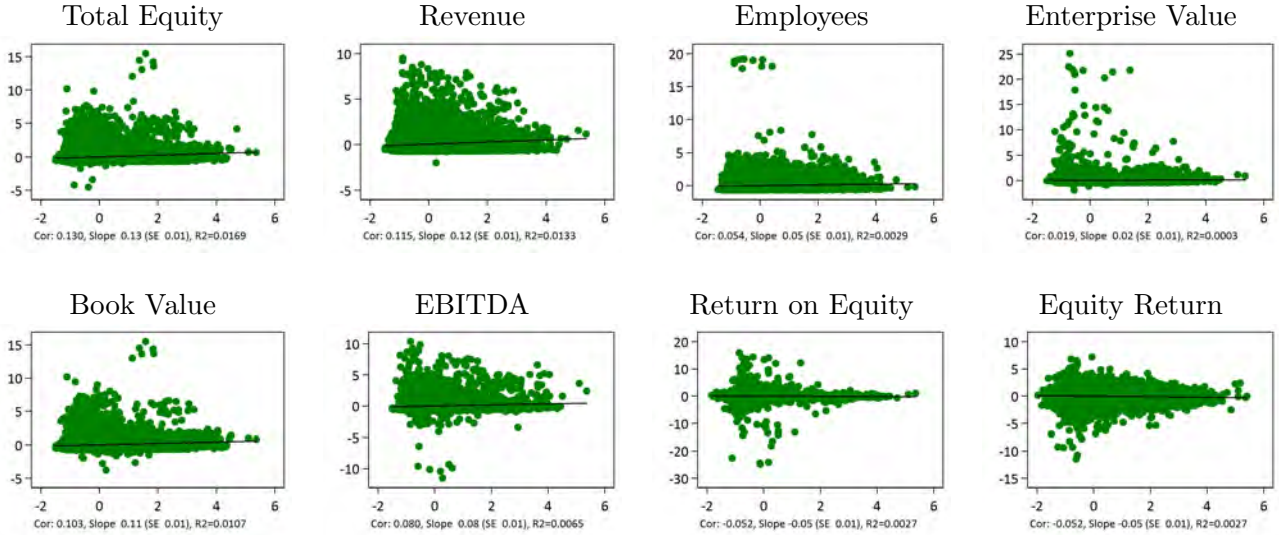 Total Equity Revenue Employees Enterprise Value
15 10 20 25
10 5 15 20
5 0 10 15
0 -5 5 10
-5 0 5
0
-2 0 2 4 6 -2 0 2 4 6 -2 0 2 4 6 -2 0 2 4 6
Cor: 0.130, Slope 0.13 (SE 0.01), R2=0.0169 Cor: 0.115, Slope 0.12 (SE 0.01), R2=0.0133 Cor: 0.054, Slope 0.05 (SE 0.01), R2=0.0029 Cor: 0.019, Slope 0.02 (SE 0.01), R2=0.0003
Book Value EBITDA Return on Equity Equity Return
15 10 20 10
10 5 10 5
5 0 0 0
0 -5 -10 -5
-5 -10 -20 -10
-30 -15
-2 0 2 4 6 -2 0 2 4 6 -2 0 2 4 6 -2 0 2 4 6
Cor: 0.103, Slope 0.11 (SE 0.01), R2=0.0107 Cor: 0.080, Slope 0.08 (SE 0.01), R2=0.0065 Cor: -0.052, Slope -0.05 (SE 0.01), R2=0.0027 Cor: -0.052, Slope -0.05 (SE 0.01), R2=0.0027